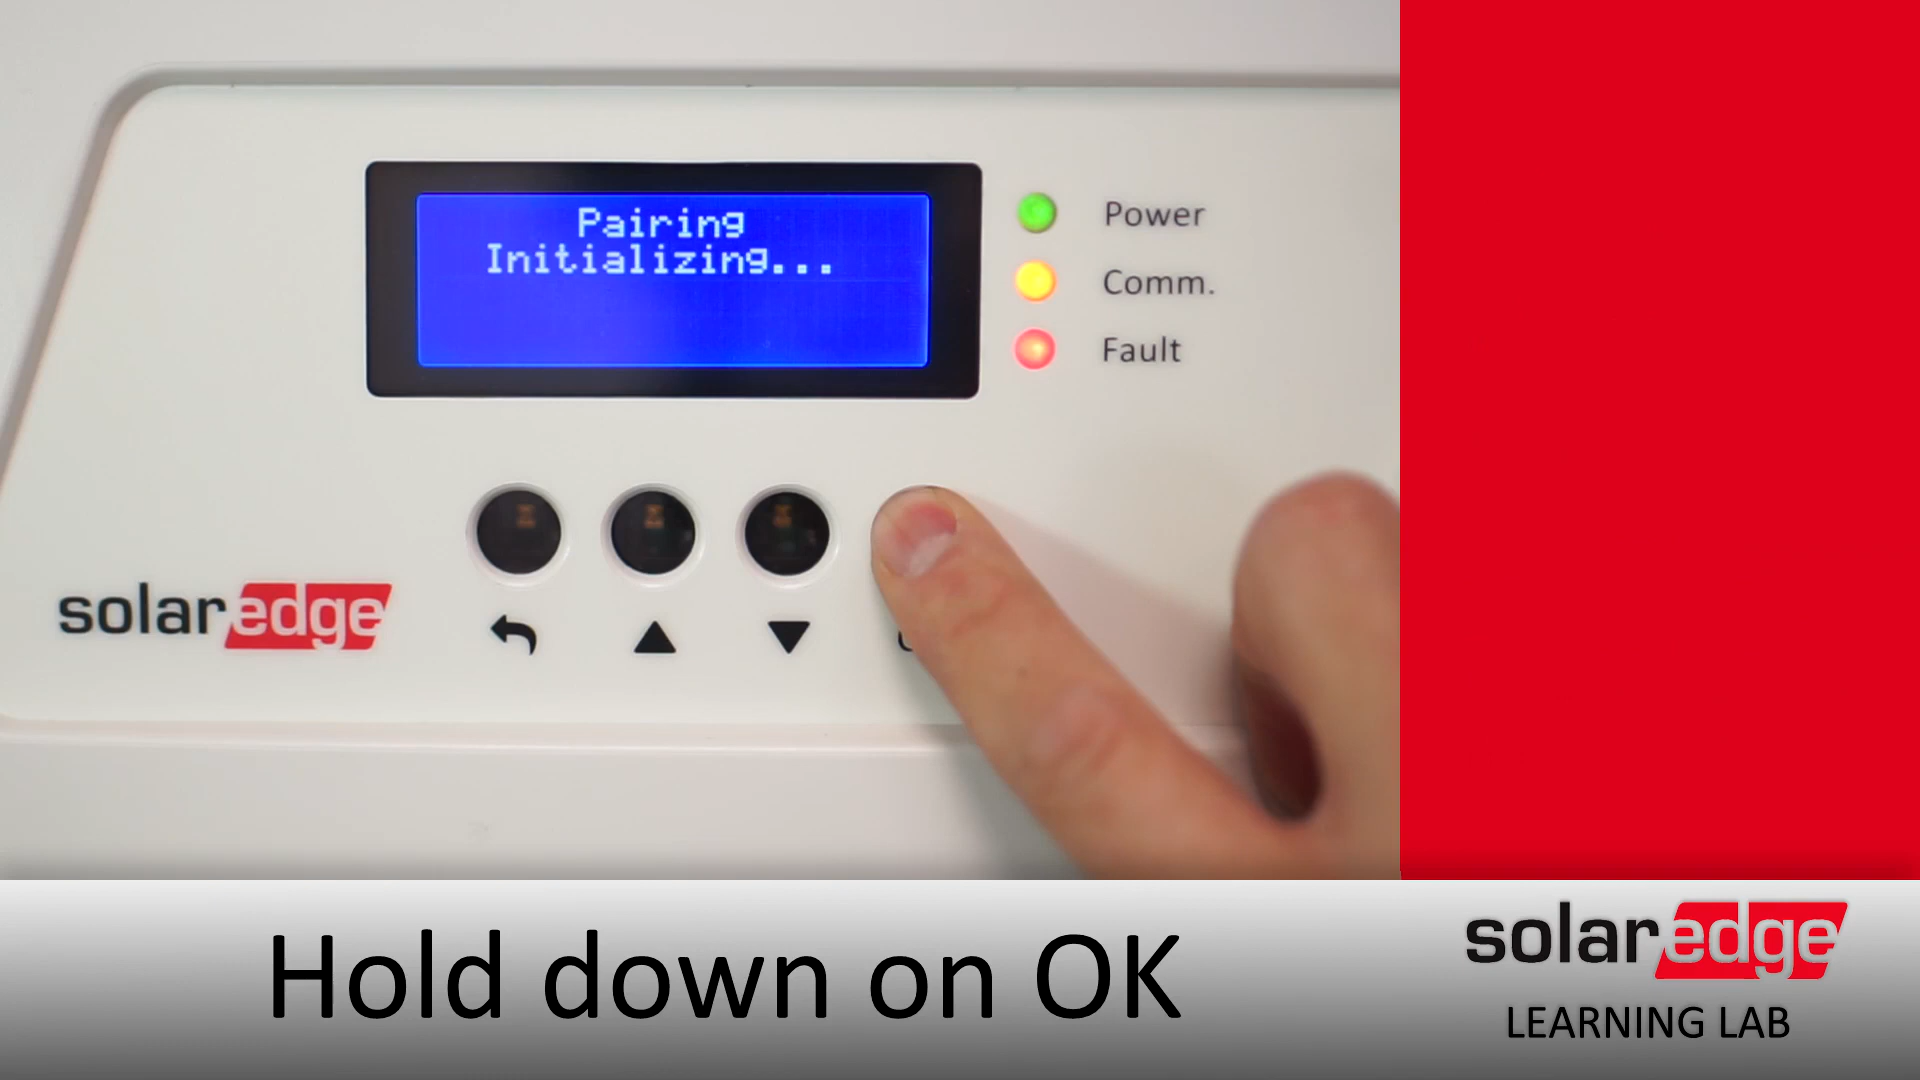 Pairing
Initializing...
Power
Comm.
Fault
solaredge
Hold down on OK
solaredge
LEARNING LAB